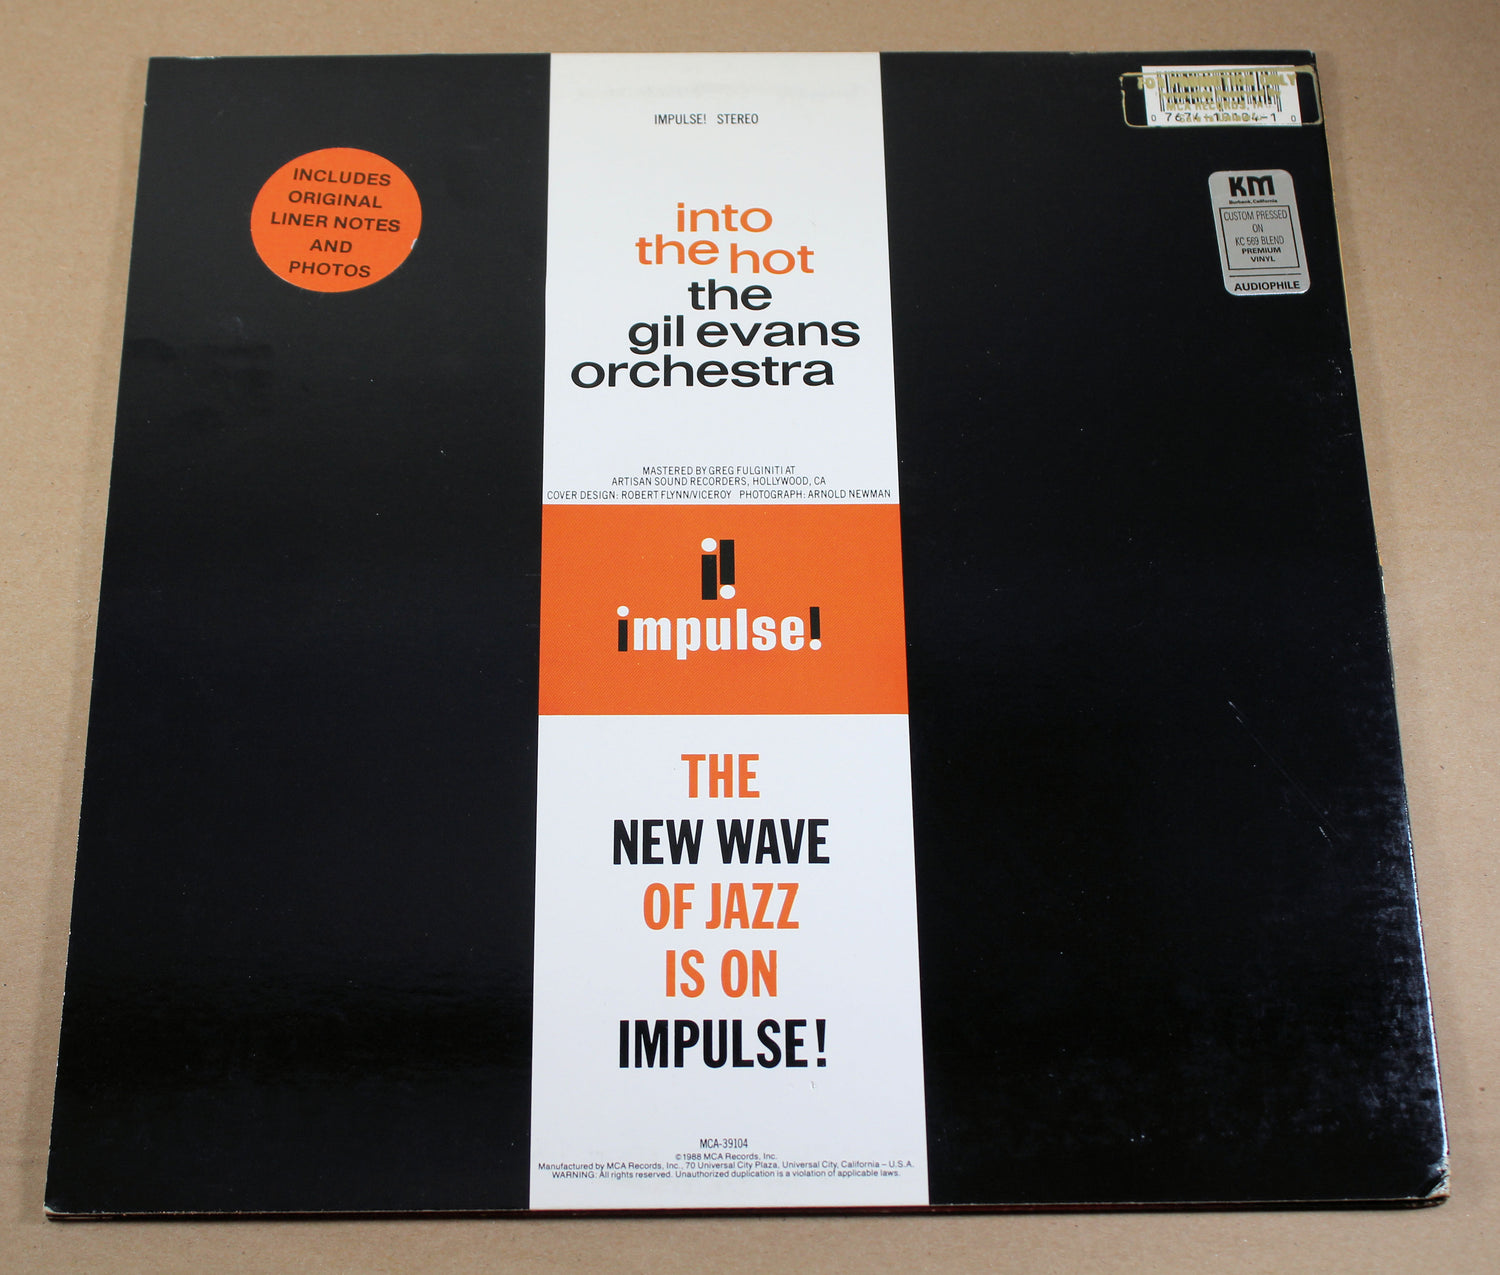 IMPULSE! STEREO
INCLUDES
ORIGINAL
LINER NOTES
AND
PHOTOS
into
the hot
the
gil evans
orchestra
KM
Burbank, California
CUSTOM PRESSED
ON
KC 569 BLEND
PREMIUM
VINYL
AUDIOPHILE
MASTERED BY GREG FULGINITI AT
ARTISAN SOUND RECORDERS, HOLLYWOOD, CA
COVER DESIGN: ROBERT FLYNN/VICEROY PHOTOGRAPH: ARNOLD NEWMAN
i!
impulse!
THE
NEW WAVE
OF JAZZ
IS ON
IMPULSE!
MCA-39104
©1988 MCA Records, Inc.
Manufactured by MCA Records, Inc., 70 Universal City Plaza, Universal City, California – U.S.A.
WARNING: All rights reserved. Unauthorized duplication is a violation of applicable laws.